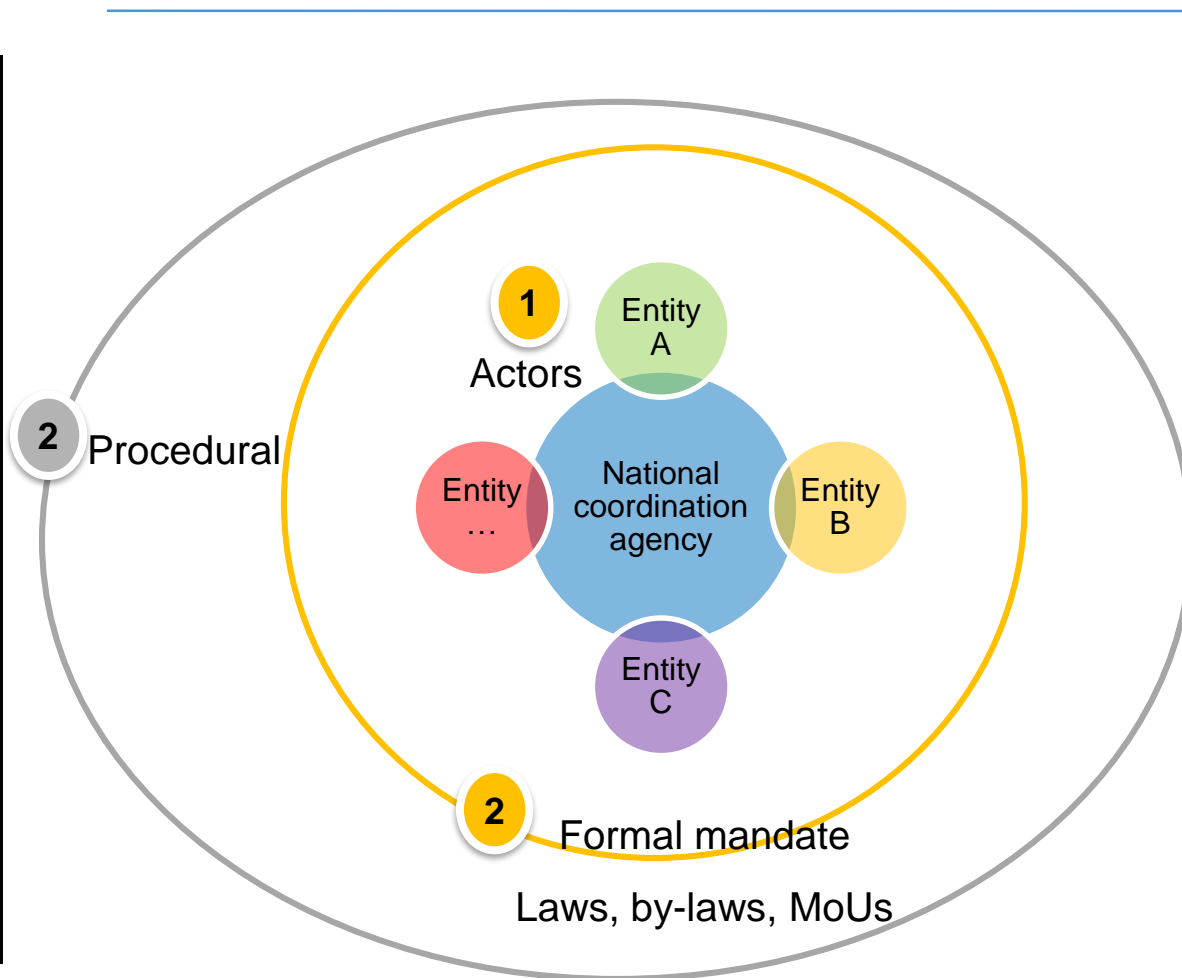 1
Actors
Entity
A
2
Procedural
Entity
…
National
coordination
agency
Entity
B
Entity
C
2
Formal mandate
Laws, by-laws, MoUs